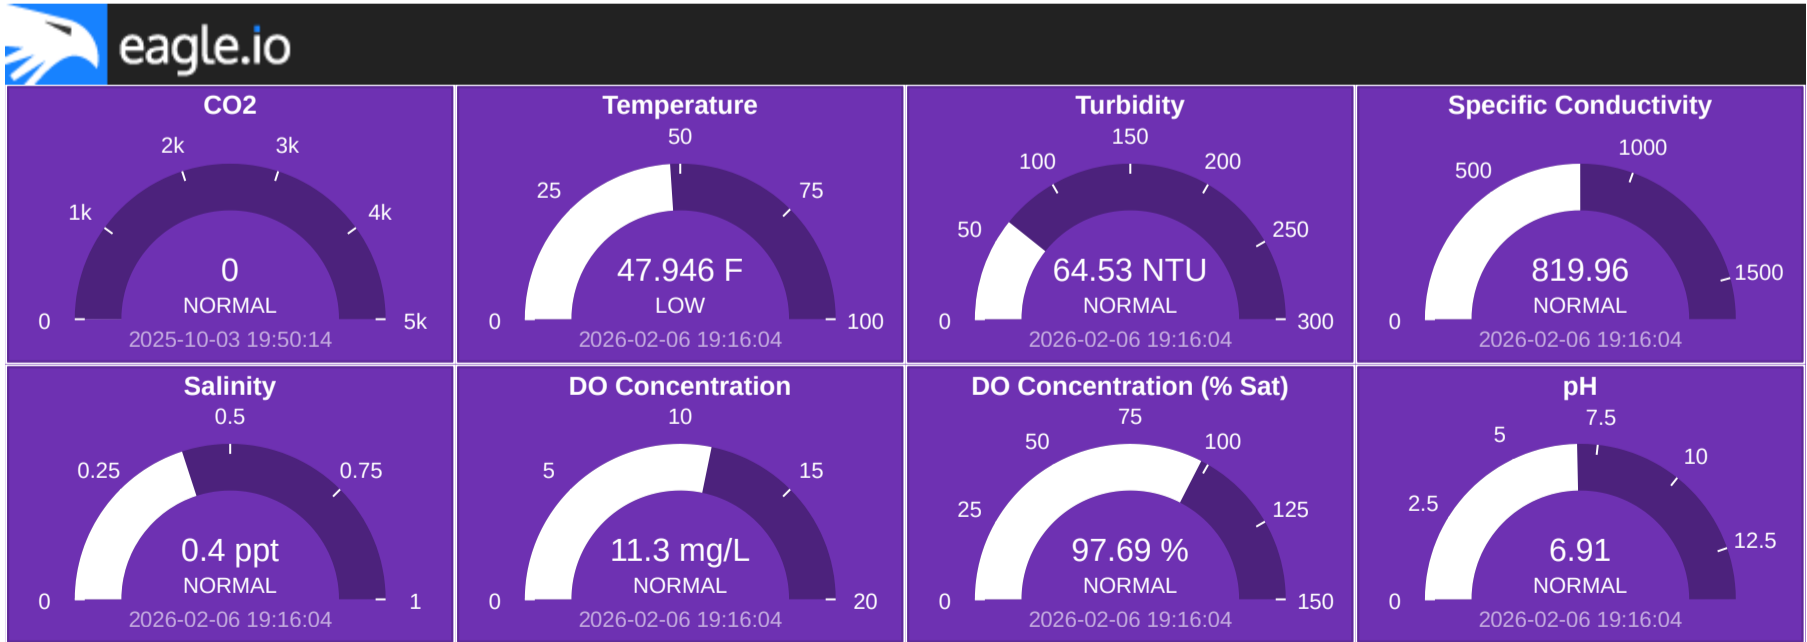 eagle.io
CO2
0
1k
2k
3k
4k
5k
0
NORMAL
2025-10-03 19:50:14
Temperature
0
25
50
75
100
47.946 F
LOW
2026-02-06 19:16:04
Turbidity
0
50
100
150
200
250
300
64.53 NTU
NORMAL
2026-02-06 19:16:04
Specific Conductivity
0
500
1000
1500
819.96
NORMAL
2026-02-06 19:16:04
Salinity
0
0.25
0.5
0.75
1
0.4 ppt
NORMAL
2026-02-06 19:16:04
DO Concentration
0
5
10
15
20
11.3 mg/L
NORMAL
2026-02-06 19:16:04
DO Concentration (% Sat)
0
25
50
75
100
125
150
97.69 %
NORMAL
2026-02-06 19:16:04
pH
0
2.5
5
7.5
10
12.5
6.91
NORMAL
2026-02-06 19:16:04